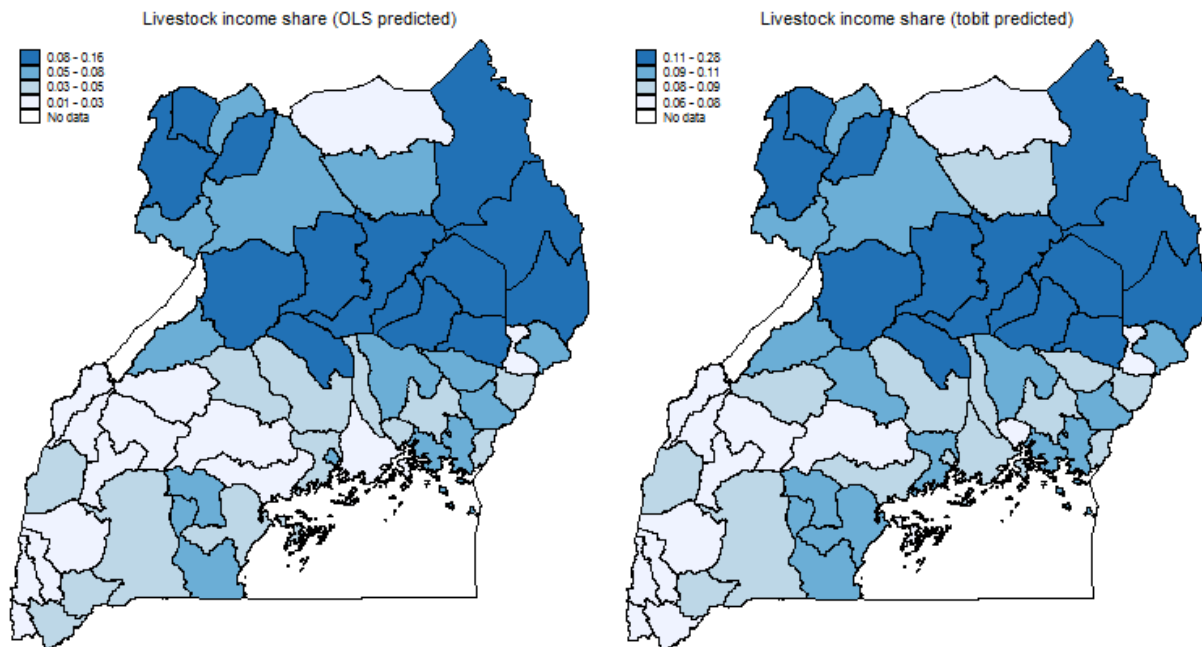 Livestock income share (OLS predicted)
0.08 - 0.16
0.05 - 0.08
0.03 - 0.05
0.01 - 0.03
No data
Livestock income share (tobit predicted)
0.11 - 0.28
0.09 - 0.11
0.08 - 0.09
0.06 - 0.08
No data